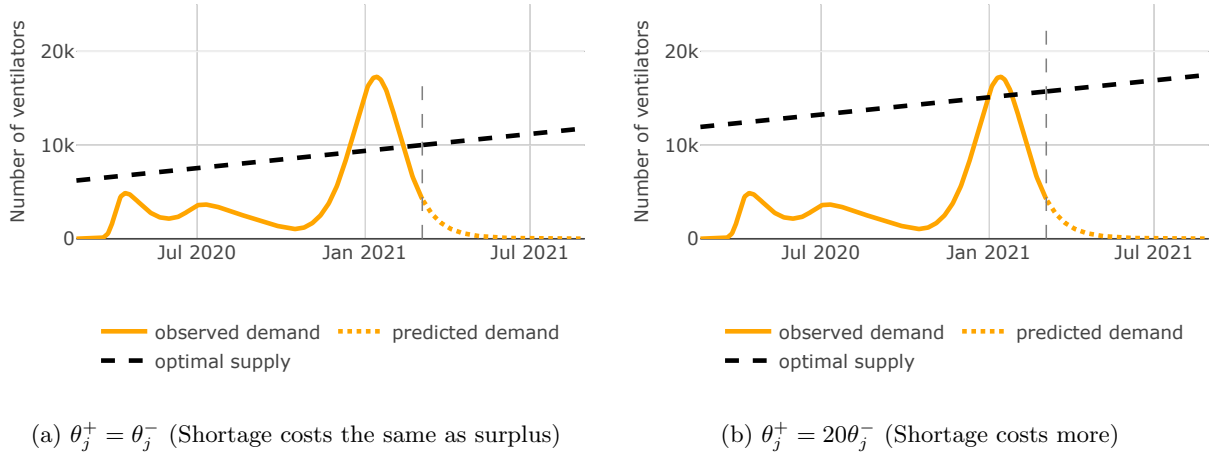 Number of ventilators
20k
10k
0
Jul 2020
Jan 2021
Jul 2021
observed demand
predicted demand
optimal supply
(a) θ_j^+ = θ_j^- (Shortage costs the same as surplus)
Number of ventilators
20k
10k
0
Jul 2020
Jan 2021
Jul 2021
observed demand
predicted demand
optimal supply
(b) θ_j^+ = 20θ_j^- (Shortage costs more)